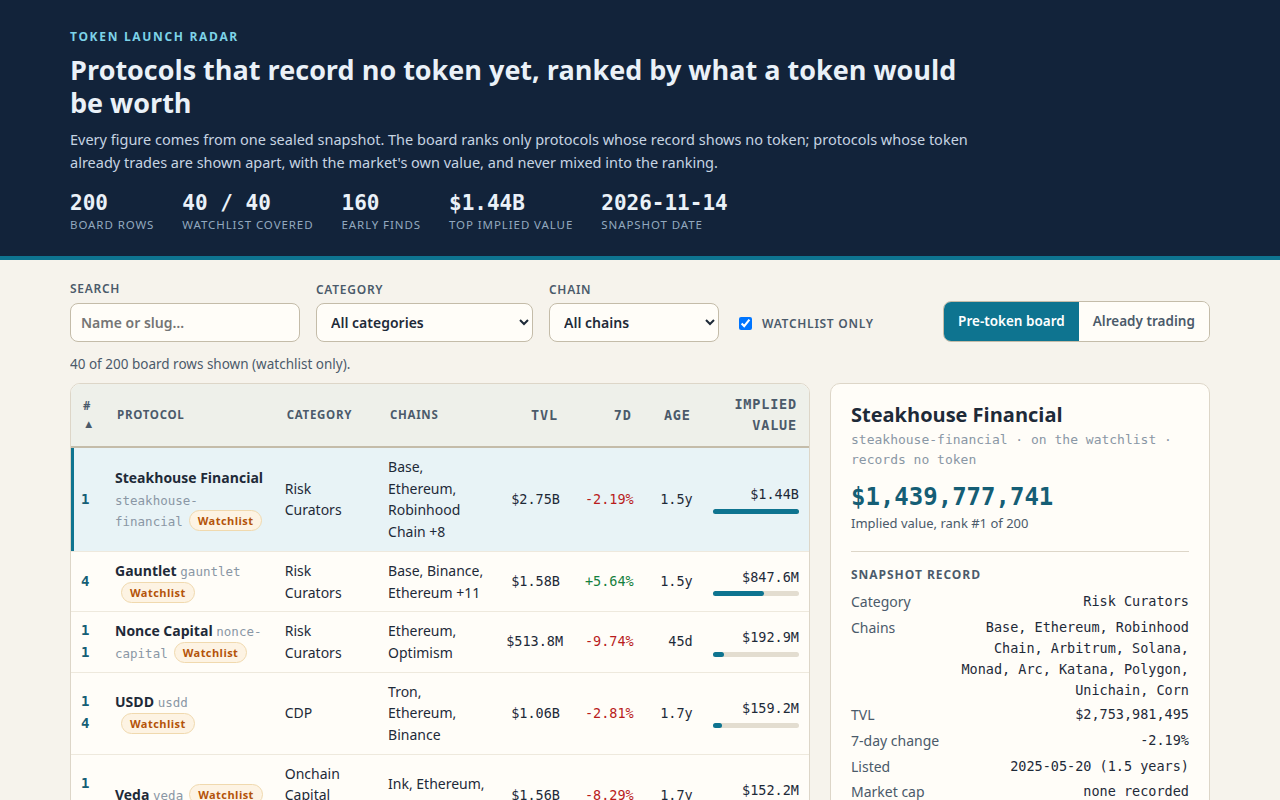 TOKEN LAUNCH RADAR
Protocols that record no token yet, ranked by what a token would
be worth
Every figure comes from one sealed snapshot. The board ranks only protocols whose record shows no token; protocols whose token
already trades are shown apart, with the market's own value, and never mixed into the ranking.
200
BOARD ROWS
40 / 40
WATCHLIST COVERED
160
EARLY FINDS
$1.44B
TOP IMPLIED VALUE
2026-11-14
SNAPSHOT DATE
SEARCH
Name or slug...
CATEGORY
All categories
CHAIN
All chains
WATCHLIST ONLY
Pre-token board
Already trading
40 of 200 board rows shown (watchlist only).
# ▲
PROTOCOL
CATEGORY
CHAINS
TVL
7D
AGE
IMPLIED
VALUE
1
Steakhouse Financial
steakhouse-
financial Watchlist
Risk
Curators
Base,
Ethereum,
Robinhood
Chain +8
$2.75B
-2.19%
1.5y
$1.44B
4
Gauntlet gauntlet
Watchlist
Risk
Curators
Base, Binance,
Ethereum +11
$1.58B
+5.64%
1.5y
$847.6M
1
1
Nonce Capital nonce-
capital Watchlist
Risk
Curators
Ethereum,
Optimism
$513.8M
-9.74%
45d
$192.9M
1
4
USDD usdd
Watchlist
CDP
Tron,
Ethereum,
Binance
$1.06B
-2.81%
1.7y
$159.2M
1
Veda veda Watchlist
Onchain
Capital
Ink, Ethereum,
$1.56B
-8.29%
1.7y
$152.2M
Steakhouse Financial
steakhouse-financial · on the watchlist ·
records no token
$1,439,777,741
Implied value, rank #1 of 200
SNAPSHOT RECORD
Category
Risk Curators
Chains
Base, Ethereum, Robinhood
Chain, Arbitrum, Solana,
Monad, Arc, Katana, Polygon,
Unichain, Corn
TVL
$2,753,981,495
7-day change
-2.19%
Listed
2025-05-20 (1.5 years)
Market cap
none recorded